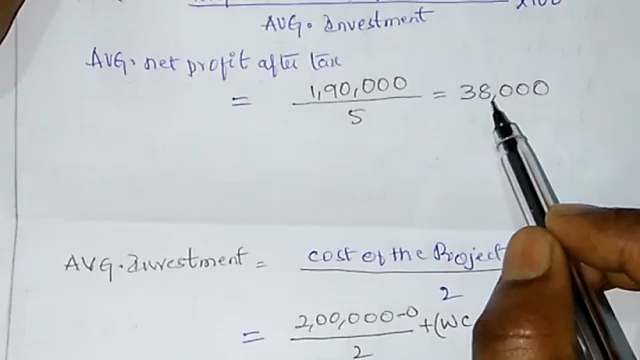 AVG. Investment
AVG. net profit after tax
= 1,90,000 / 5 = 38,000
AVG. Investment = cost of the Project / 2
= 2,00,000-0 / 2 + (WC